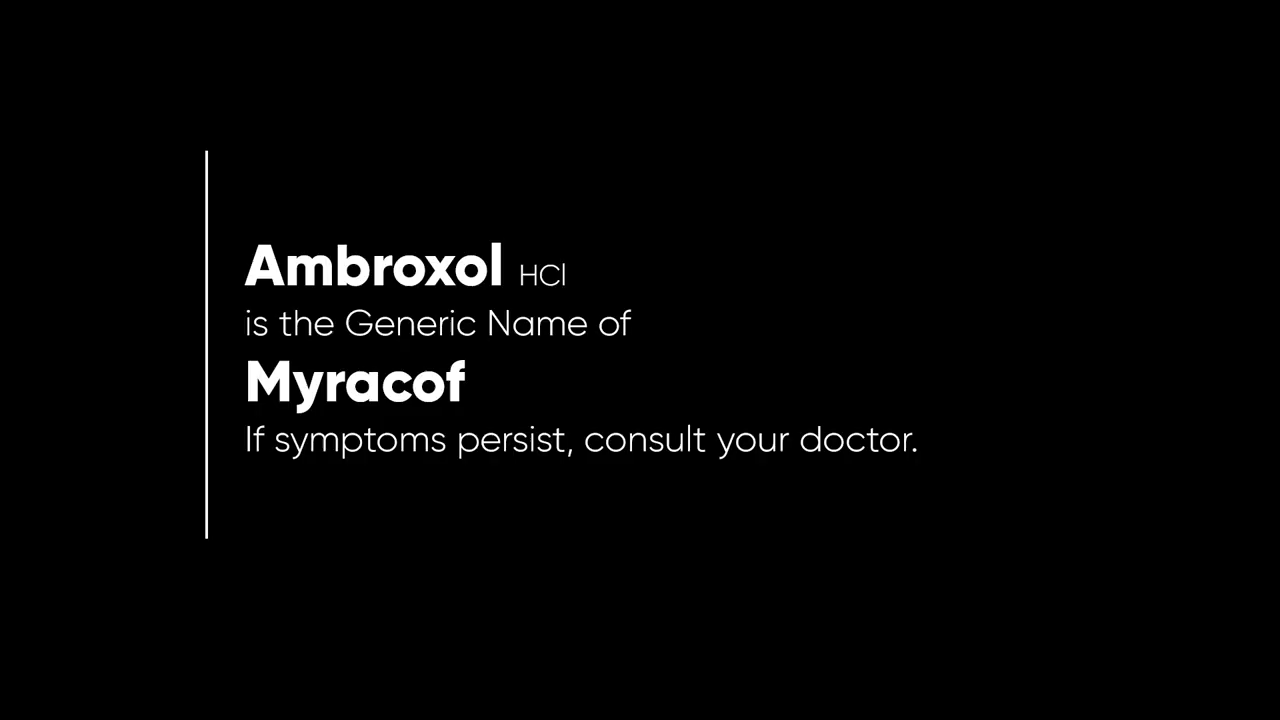 Ambroxol HCl
is the Generic Name of
Myracof
If symptoms persist, consult your doctor.